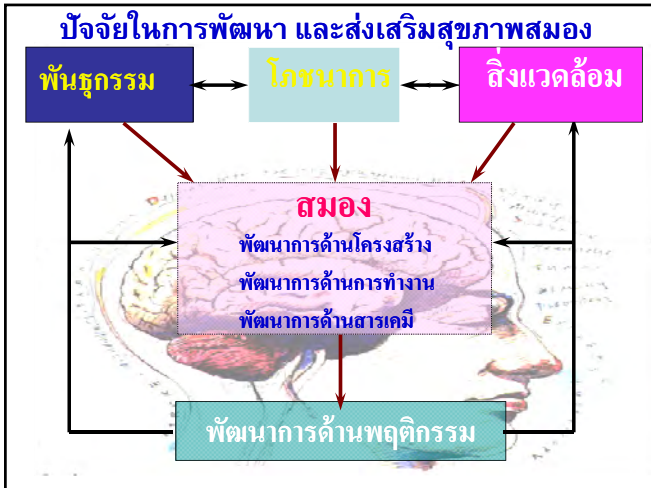 ปัจจัยในการพัฒนา และส่งเสริมสุขภาพสมอง
พันธุกรรม
โภชนาการ
สิ่งแวดล้อม
สมอง
พัฒนาการด้านโครงสร้าง
พัฒนาการด้านการทำงาน
พัฒนาการด้านสารเคมี
พัฒนาการด้านพฤติกรรม